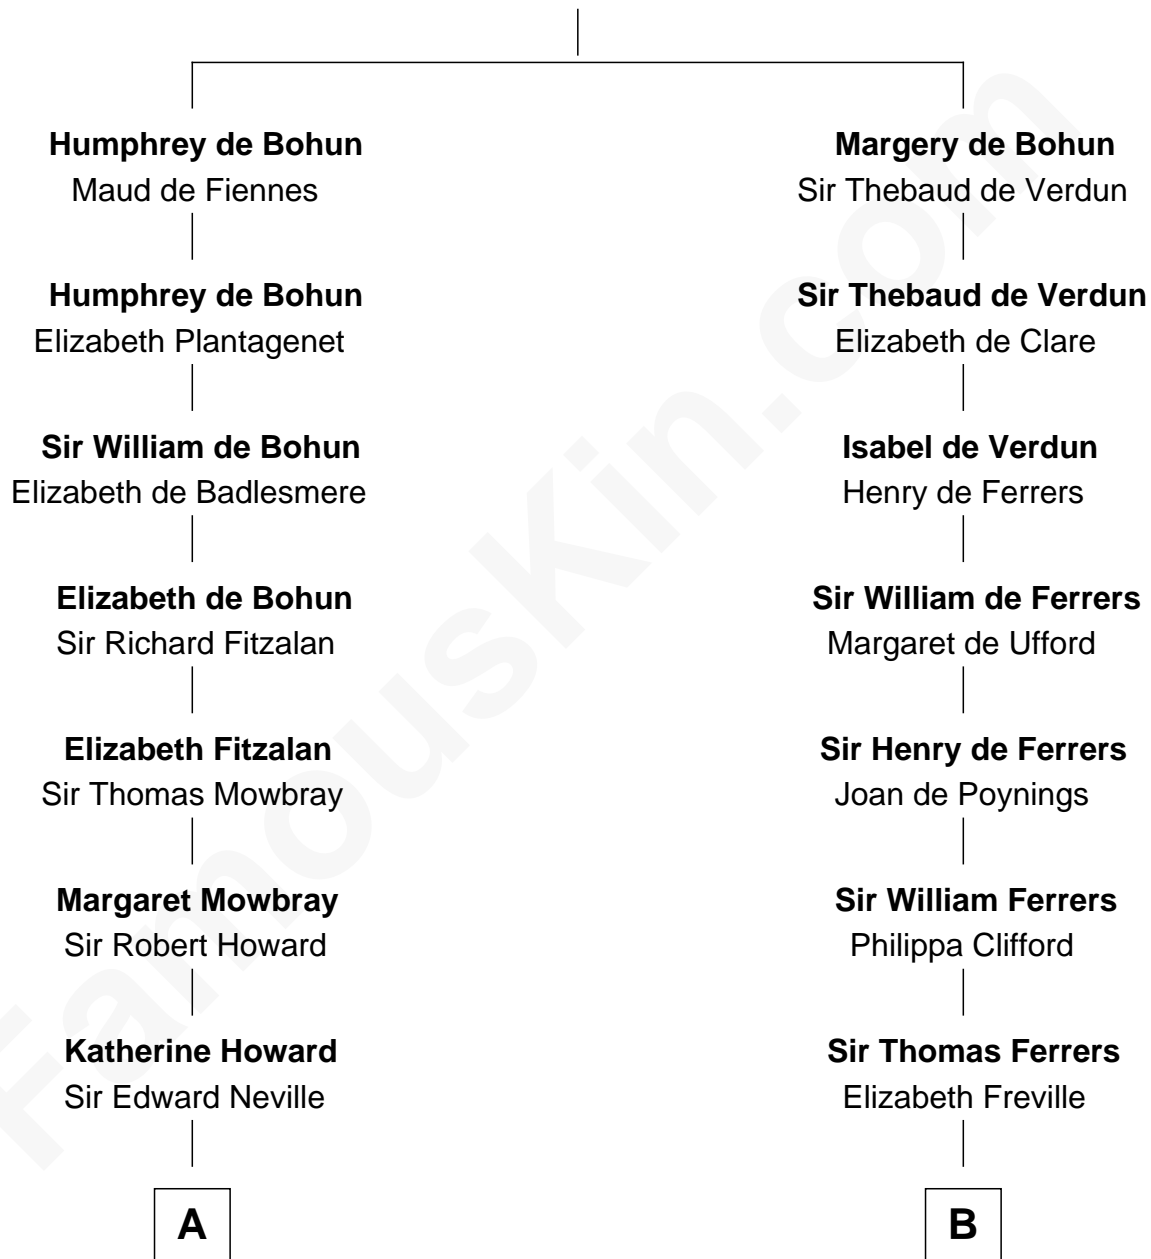 Humphrey de Bohun
Maud de Fiennes
Humphrey de Bohun
Elizabeth Plantagenet
Sir William de Bohun
Elizabeth de Badlesmere
Elizabeth de Bohun
Sir Richard Fitzalan
Elizabeth Fitzalan
Sir Thomas Mowbray
Margaret Mowbray
Sir Robert Howard
Katherine Howard
Sir Edward Neville
A
Margery de Bohun
Sir Thebaud de Verdun
Sir Thebaud de Verdun
Elizabeth de Clare
Isabel de Verdun
Henry de Ferrers
Sir William de Ferrers
Margaret de Ufford
Sir Henry de Ferrers
Joan de Poynings
Sir William Ferrers
Philippa Clifford
Sir Thomas Ferrers
Elizabeth Freville
B
FamousKin.com